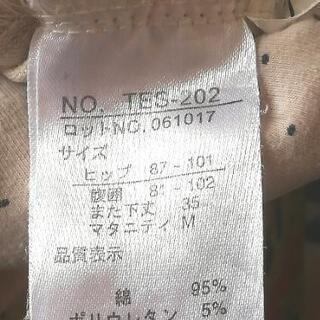 NO. TES-202
ロットNO. 061017
サイズ
ヒップ 87-101
腹囲 81-102
また下丈 35
マタニティ M
品質表示
綿 95%
ポリウレタン 5%